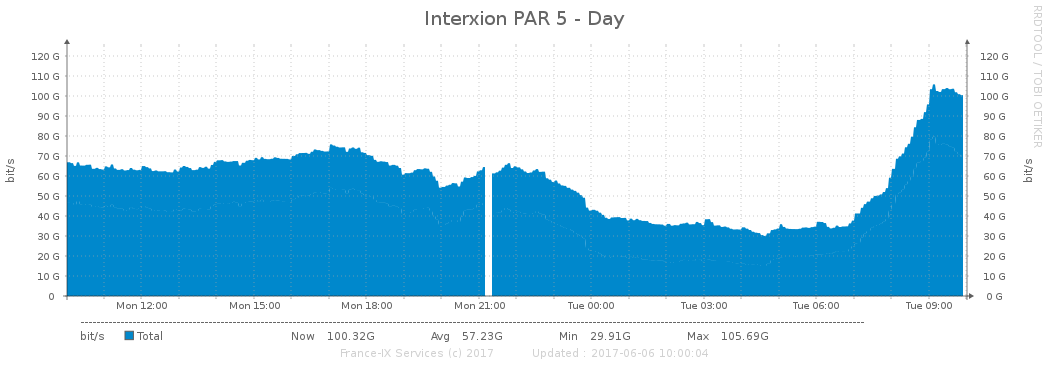 Interxion PAR 5 - Day
RRDTOOL / TOBI OETIKER
bit/s
120 G
110 G
100 G
90 G
80 G
70 G
60 G
50 G
40 G
30 G
20 G
10 G
0
120 G
110 G
100 G
90 G
80 G
70 G
60 G
50 G
40 G
30 G
20 G
10 G
0 G
bit/s
Mon 12:00 Mon 15:00 Mon 18:00 Mon 21:00 Tue 00:00 Tue 03:00 Tue 06:00 Tue 09:00
bit/s Total Now 100.32G Avg 57.23G Min 29.91G Max 105.69G
France-IX Services (c) 2017 Updated : 2017-06-06 10:00:04